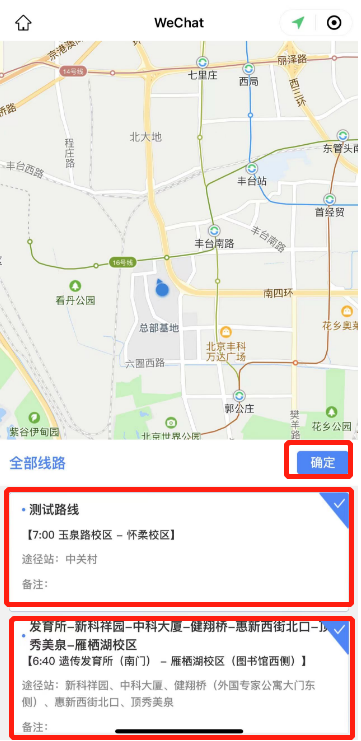 WeChat
京港澳高
14号线
丽泽路
七里庄
西局
西三环
桥路
程庄路
北大地
东管头南
丰台西路
丰台站
首经贸
丰台南路
丰台南路
16号线
看丹公园
南四环
总部基地
花乡奥莱
北京丰科
万达广场
六圈西路
郭公庄
樊羊路
紫谷伊甸园
北京世界公园
花乡公园
全部线路
确定
测试路线
【7:00 玉泉路校区 - 怀柔校区】
途径站：中关村
备注：
发育所-新科祥园-中科大厦-健翔桥-惠新西街北口-顶
秀美泉-雁栖湖校区
【6:40 遗传发育所（南门） - 雁栖湖校区（图书馆西侧）】
途径站：新科祥园、中科大厦、健翔桥（外国专家公寓大门东
侧）、惠新西街北口、顶秀美泉
备注：